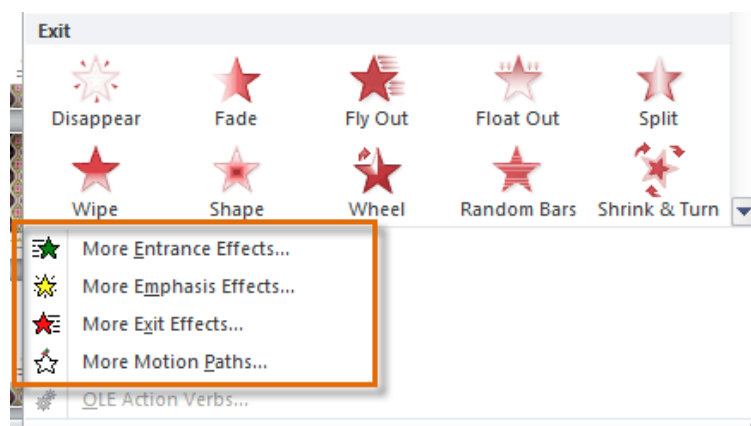 Exit
Disappear Fade Fly Out Float Out Split
Wipe Shape Wheel Random Bars Shrink & Turn
More Entrance Effects...
More Emphasis Effects...
More Exit Effects...
More Motion Paths...
OLE Action Verbs...